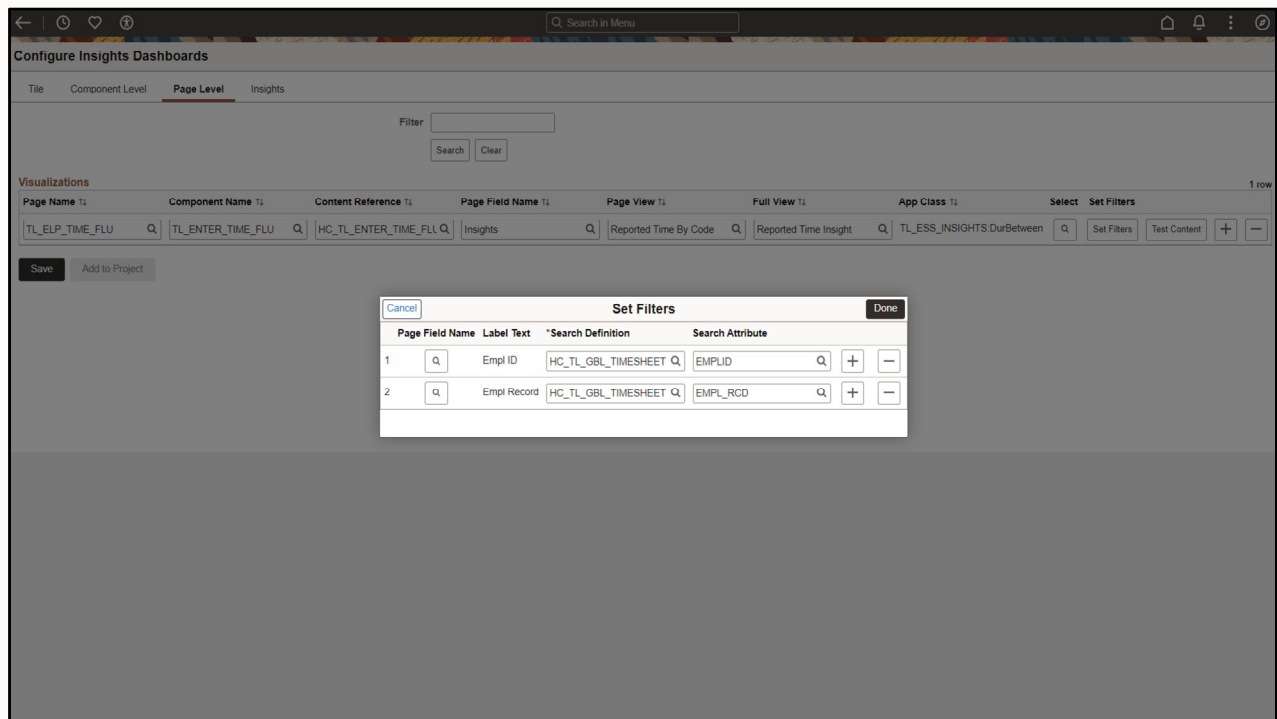 Search in Menu
Configure Insights Dashboards
Tile Component Level Page Level Insights
Filter
Search Clear
Visualizations
1 row
Page Name Component Name Content Reference Page Field Name Page View Full View App Class Select Set Filters
TL_ELP_TIME_FLU TL_ENTER_TIME_FLU HC_TL_ENTER_TIME_FLU Insights Reported Time By Code Reported Time Insight TL_ESS_INSIGHTS:DurBetween Set Filters Test Content
Save Add to Project
Cancel Set Filters Done
Page Field Name Label Text *Search Definition Search Attribute
1 Empl ID HC_TL_GBL_TIMESHEET EMPLID
2 Empl Record HC_TL_GBL_TIMESHEET EMPL_RCD